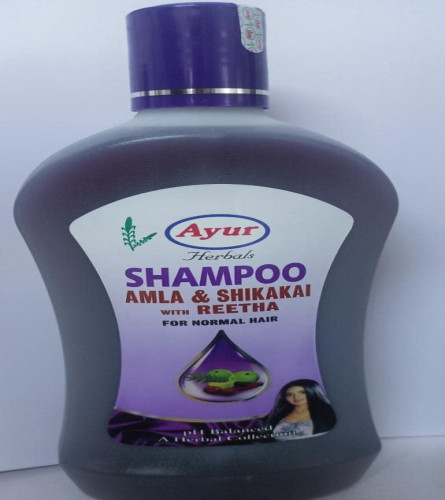 Ayur
Herbals
SHAMPOO
AMLA & SHIKAKAI
WITH REETHA
FOR NORMAL HAIR
pH Balanced
A Herbal Collection